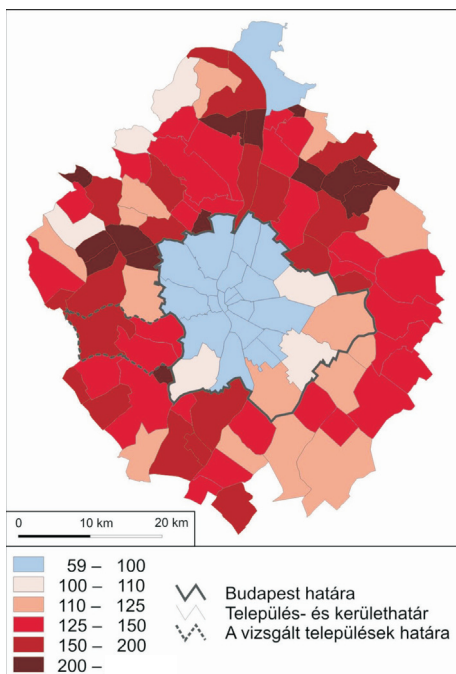 0 10 km 20 km
59 – 100
100 – 110
110 – 125
125 – 150
150 – 200
200 –
Budapest határa
Település- és kerülethatár
A vizsgált települések határa